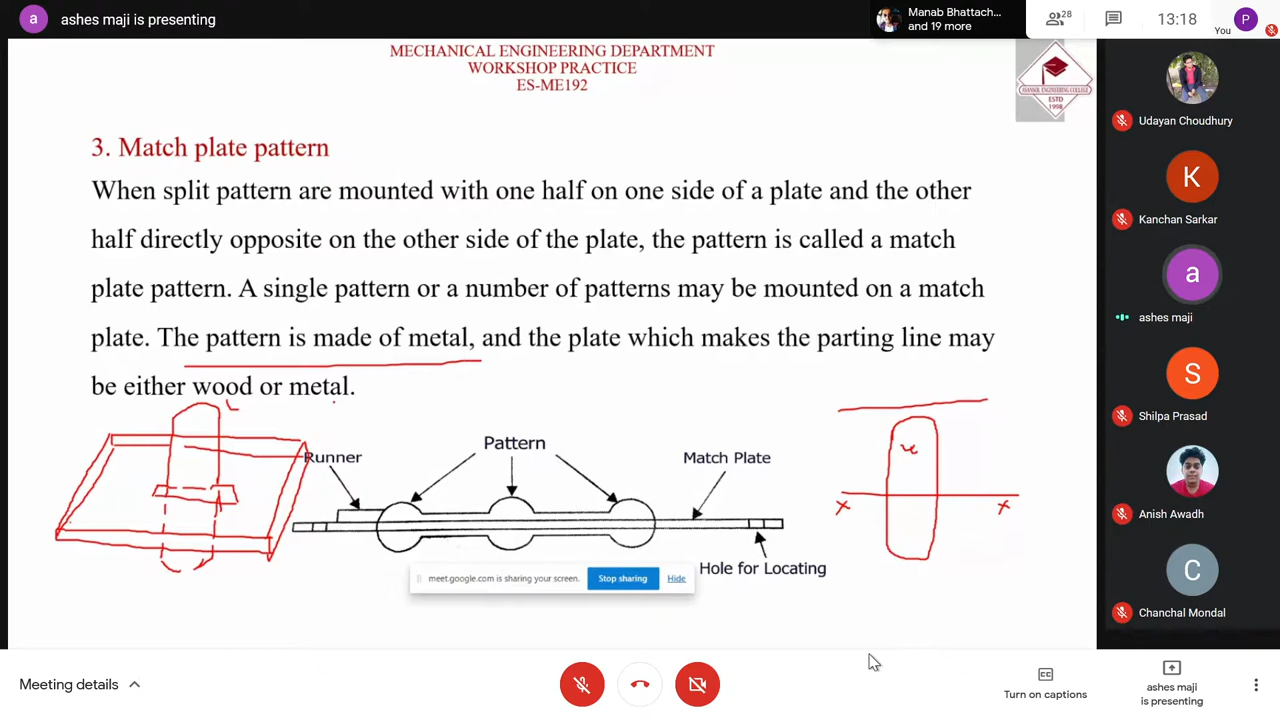 a
ashes maji is presenting
Manab Bhattach...
and 19 more
28
13:18
You
P
MECHANICAL ENGINEERING DEPARTMENT
WORKSHOP PRACTICE
ES-ME192
ASANSOL ENGINEERING COLLEGE
ESTD
1998
3. Match plate pattern
When split pattern are mounted with one half on one side of a plate and the other
half directly opposite on the other side of the plate, the pattern is called a match
plate pattern. A single pattern or a number of patterns may be mounted on a match
plate. The pattern is made of metal, and the plate which makes the parting line may
be either wood or metal.
Runner
Pattern
Match Plate
Hole for Locating
x
x
meet.google.com is sharing your screen.
Stop sharing
Hide
Udayan Choudhury
K
Kanchan Sarkar
a
ashes maji
S
Shilpa Prasad
Anish Awadh
C
Chanchal Mondal
Meeting details
CC
Turn on captions
ashes maji
is presenting